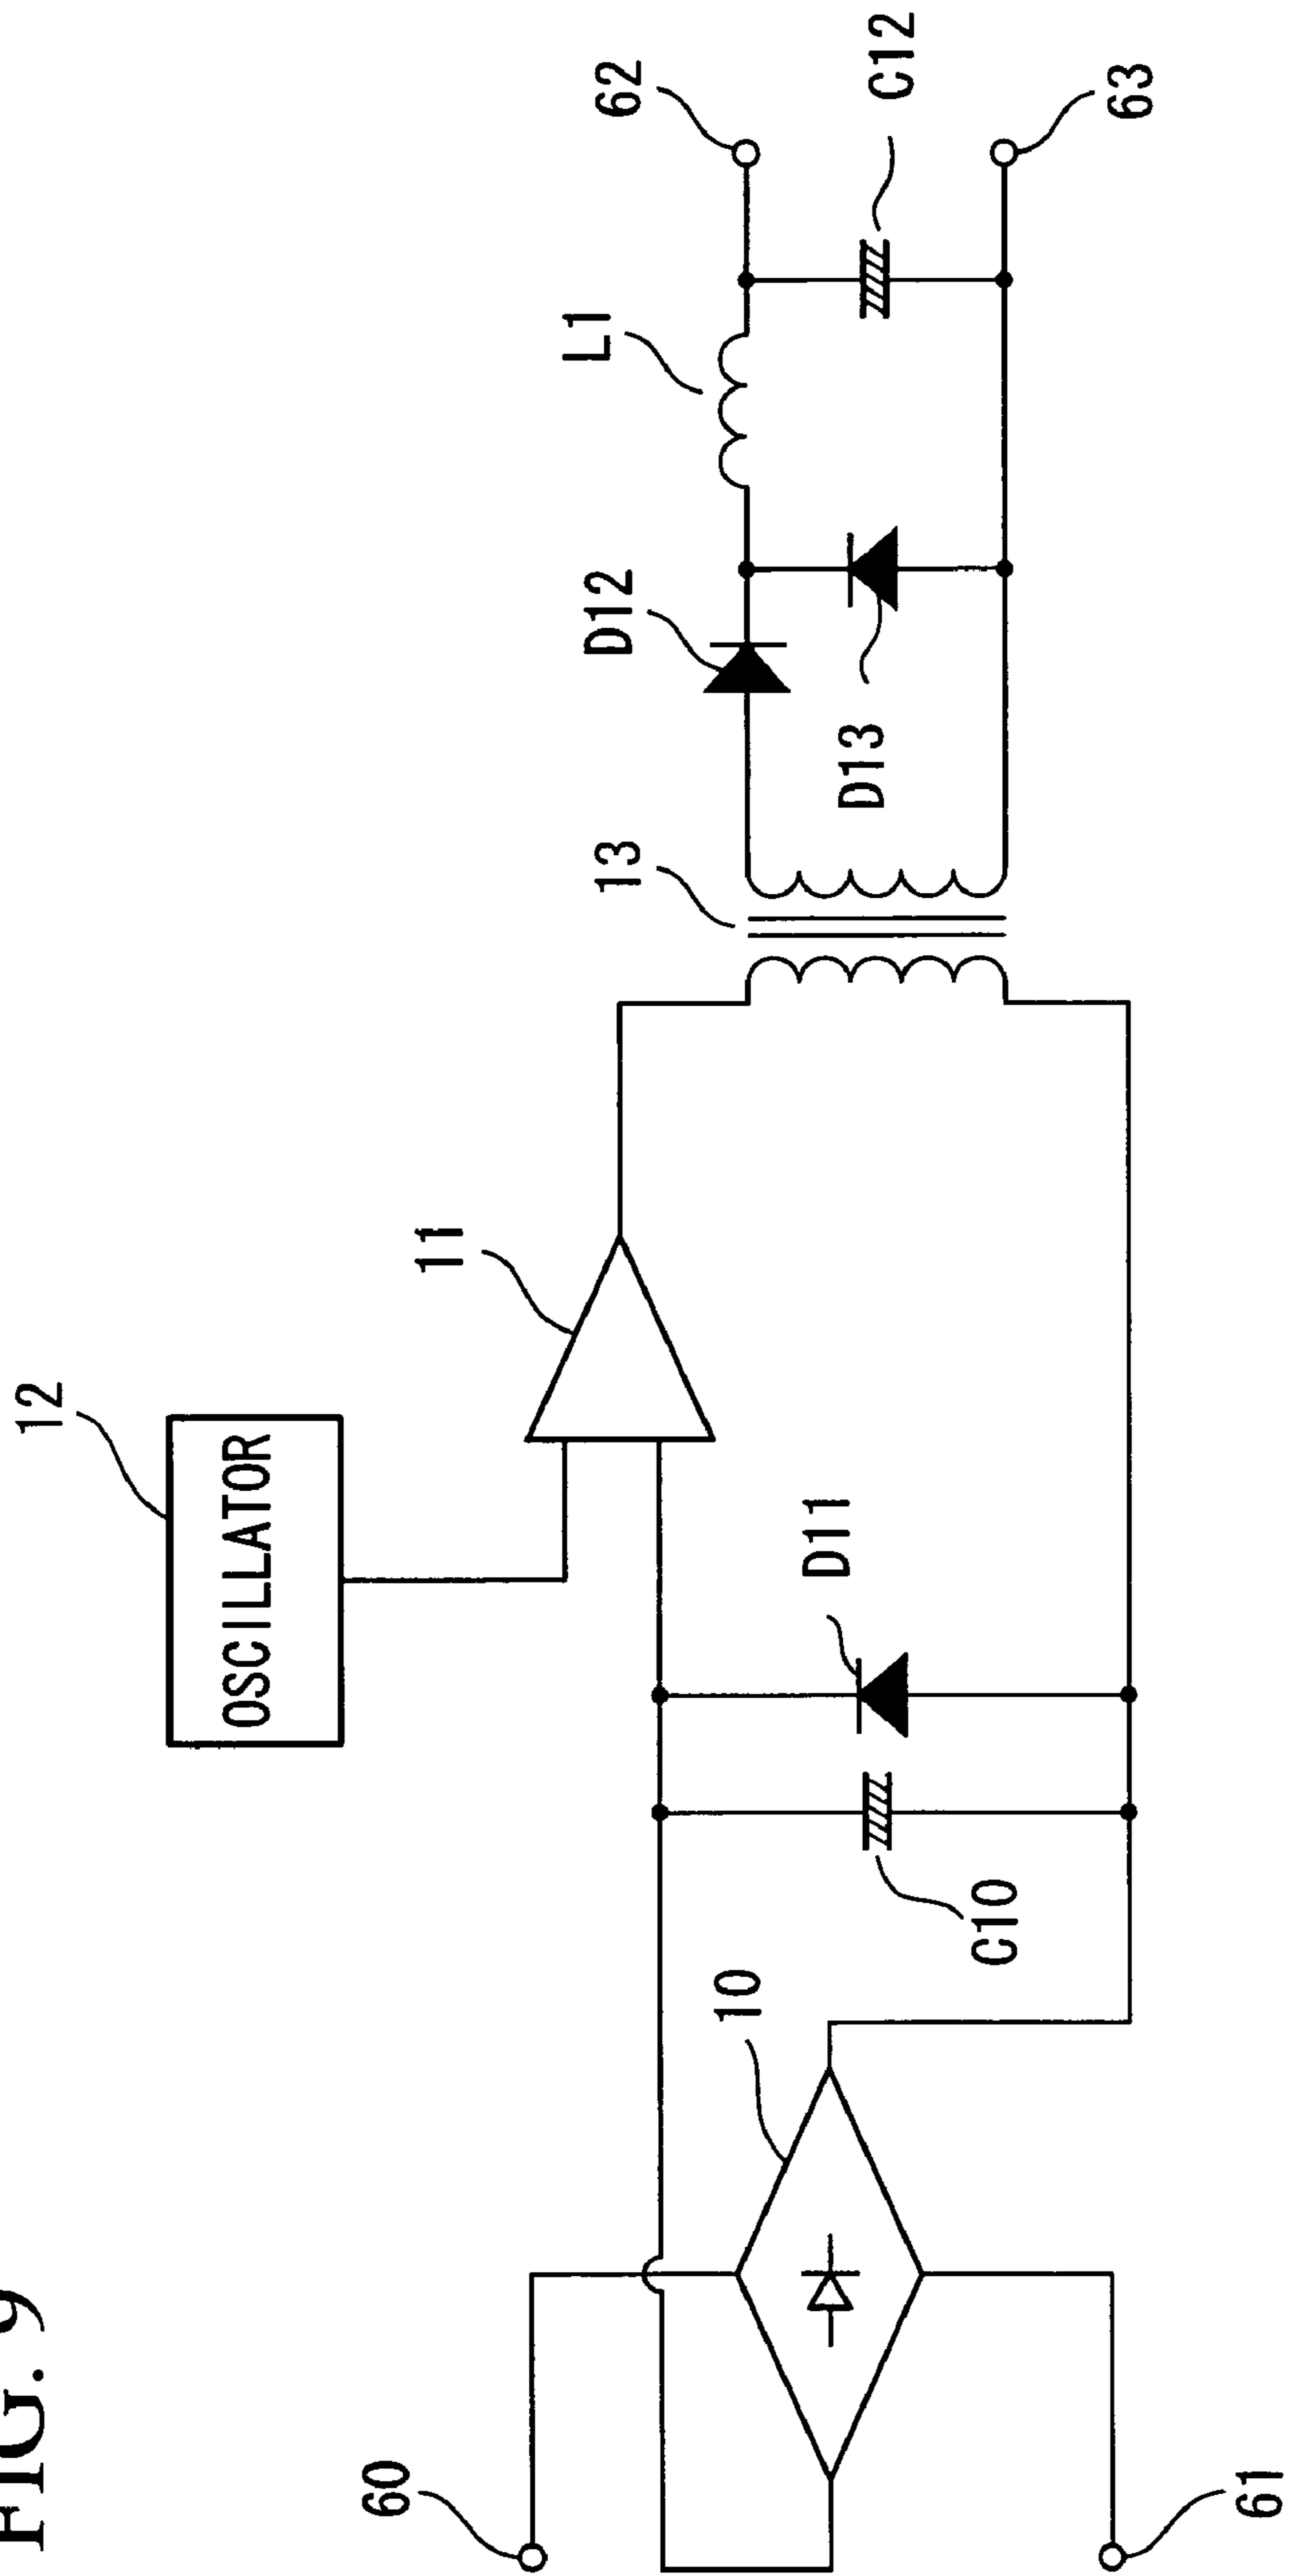 FIG. 9
12
OSCILLATOR
11
13
D12
L1
62
C12
D13
63
60
10
C10
D11
61